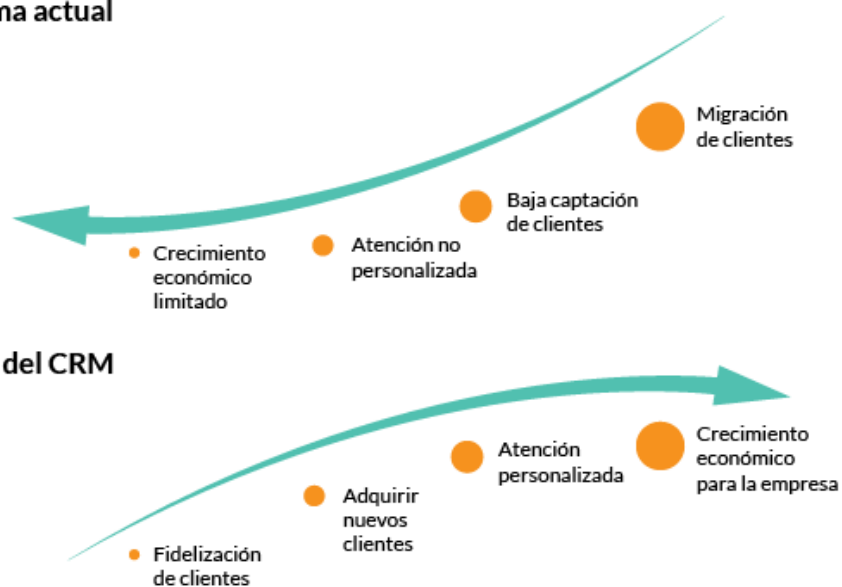 ma actual
Migración
de clientes
Baja captación
de clientes
Atención no
personalizada
Crecimiento
económico
limitado
del CRM
Crecimiento
económico
para la empresa
Atención
personalizada
Adquirir
nuevos
clientes
Fidelización
de clientes